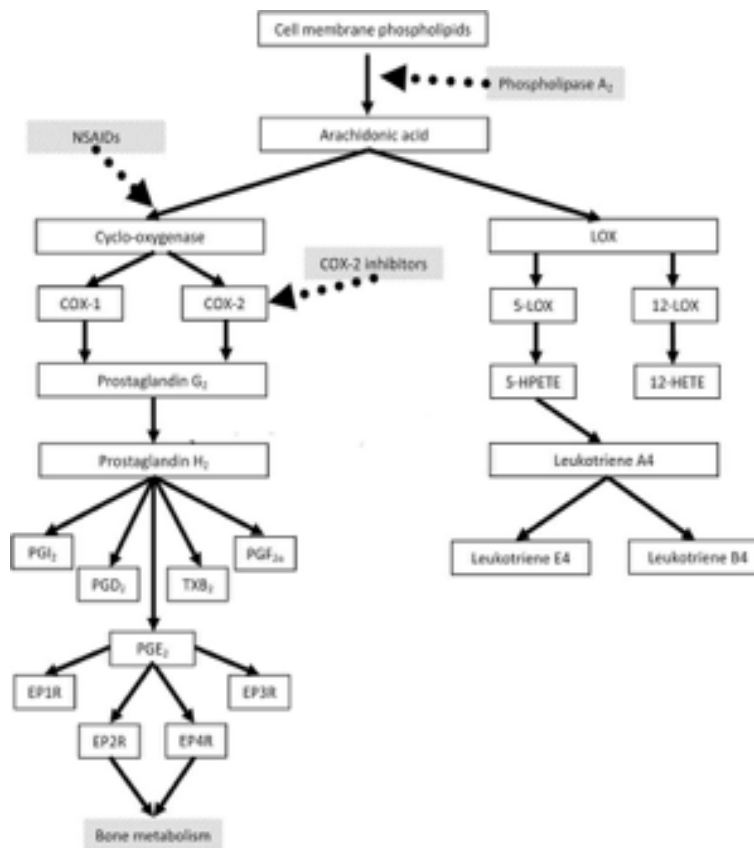 Cell membrane phospholipids
Phospholipase A₂
Arachidonic acid
NSAIDs
Cyclo-oxygenase
LOX
COX-2 inhibitors
COX-1
COX-2
5-LOX
12-LOX
Prostaglandin G₂
5-HPETE
12-HETE
Prostaglandin H₂
Leukotriene A4
PGI₂
PGF₂α
PGD₂
TXB₂
Leukotriene E4
Leukotriene B4
PGE₂
EP1R
EP3R
EP2R
EP4R
Bone metabolism